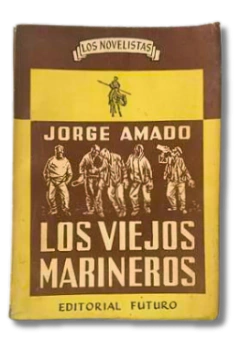 LOS NOVELISTAS
JORGE AMADO
LOS VIEJOS
MARINEROS
EDITORIAL FUTURO